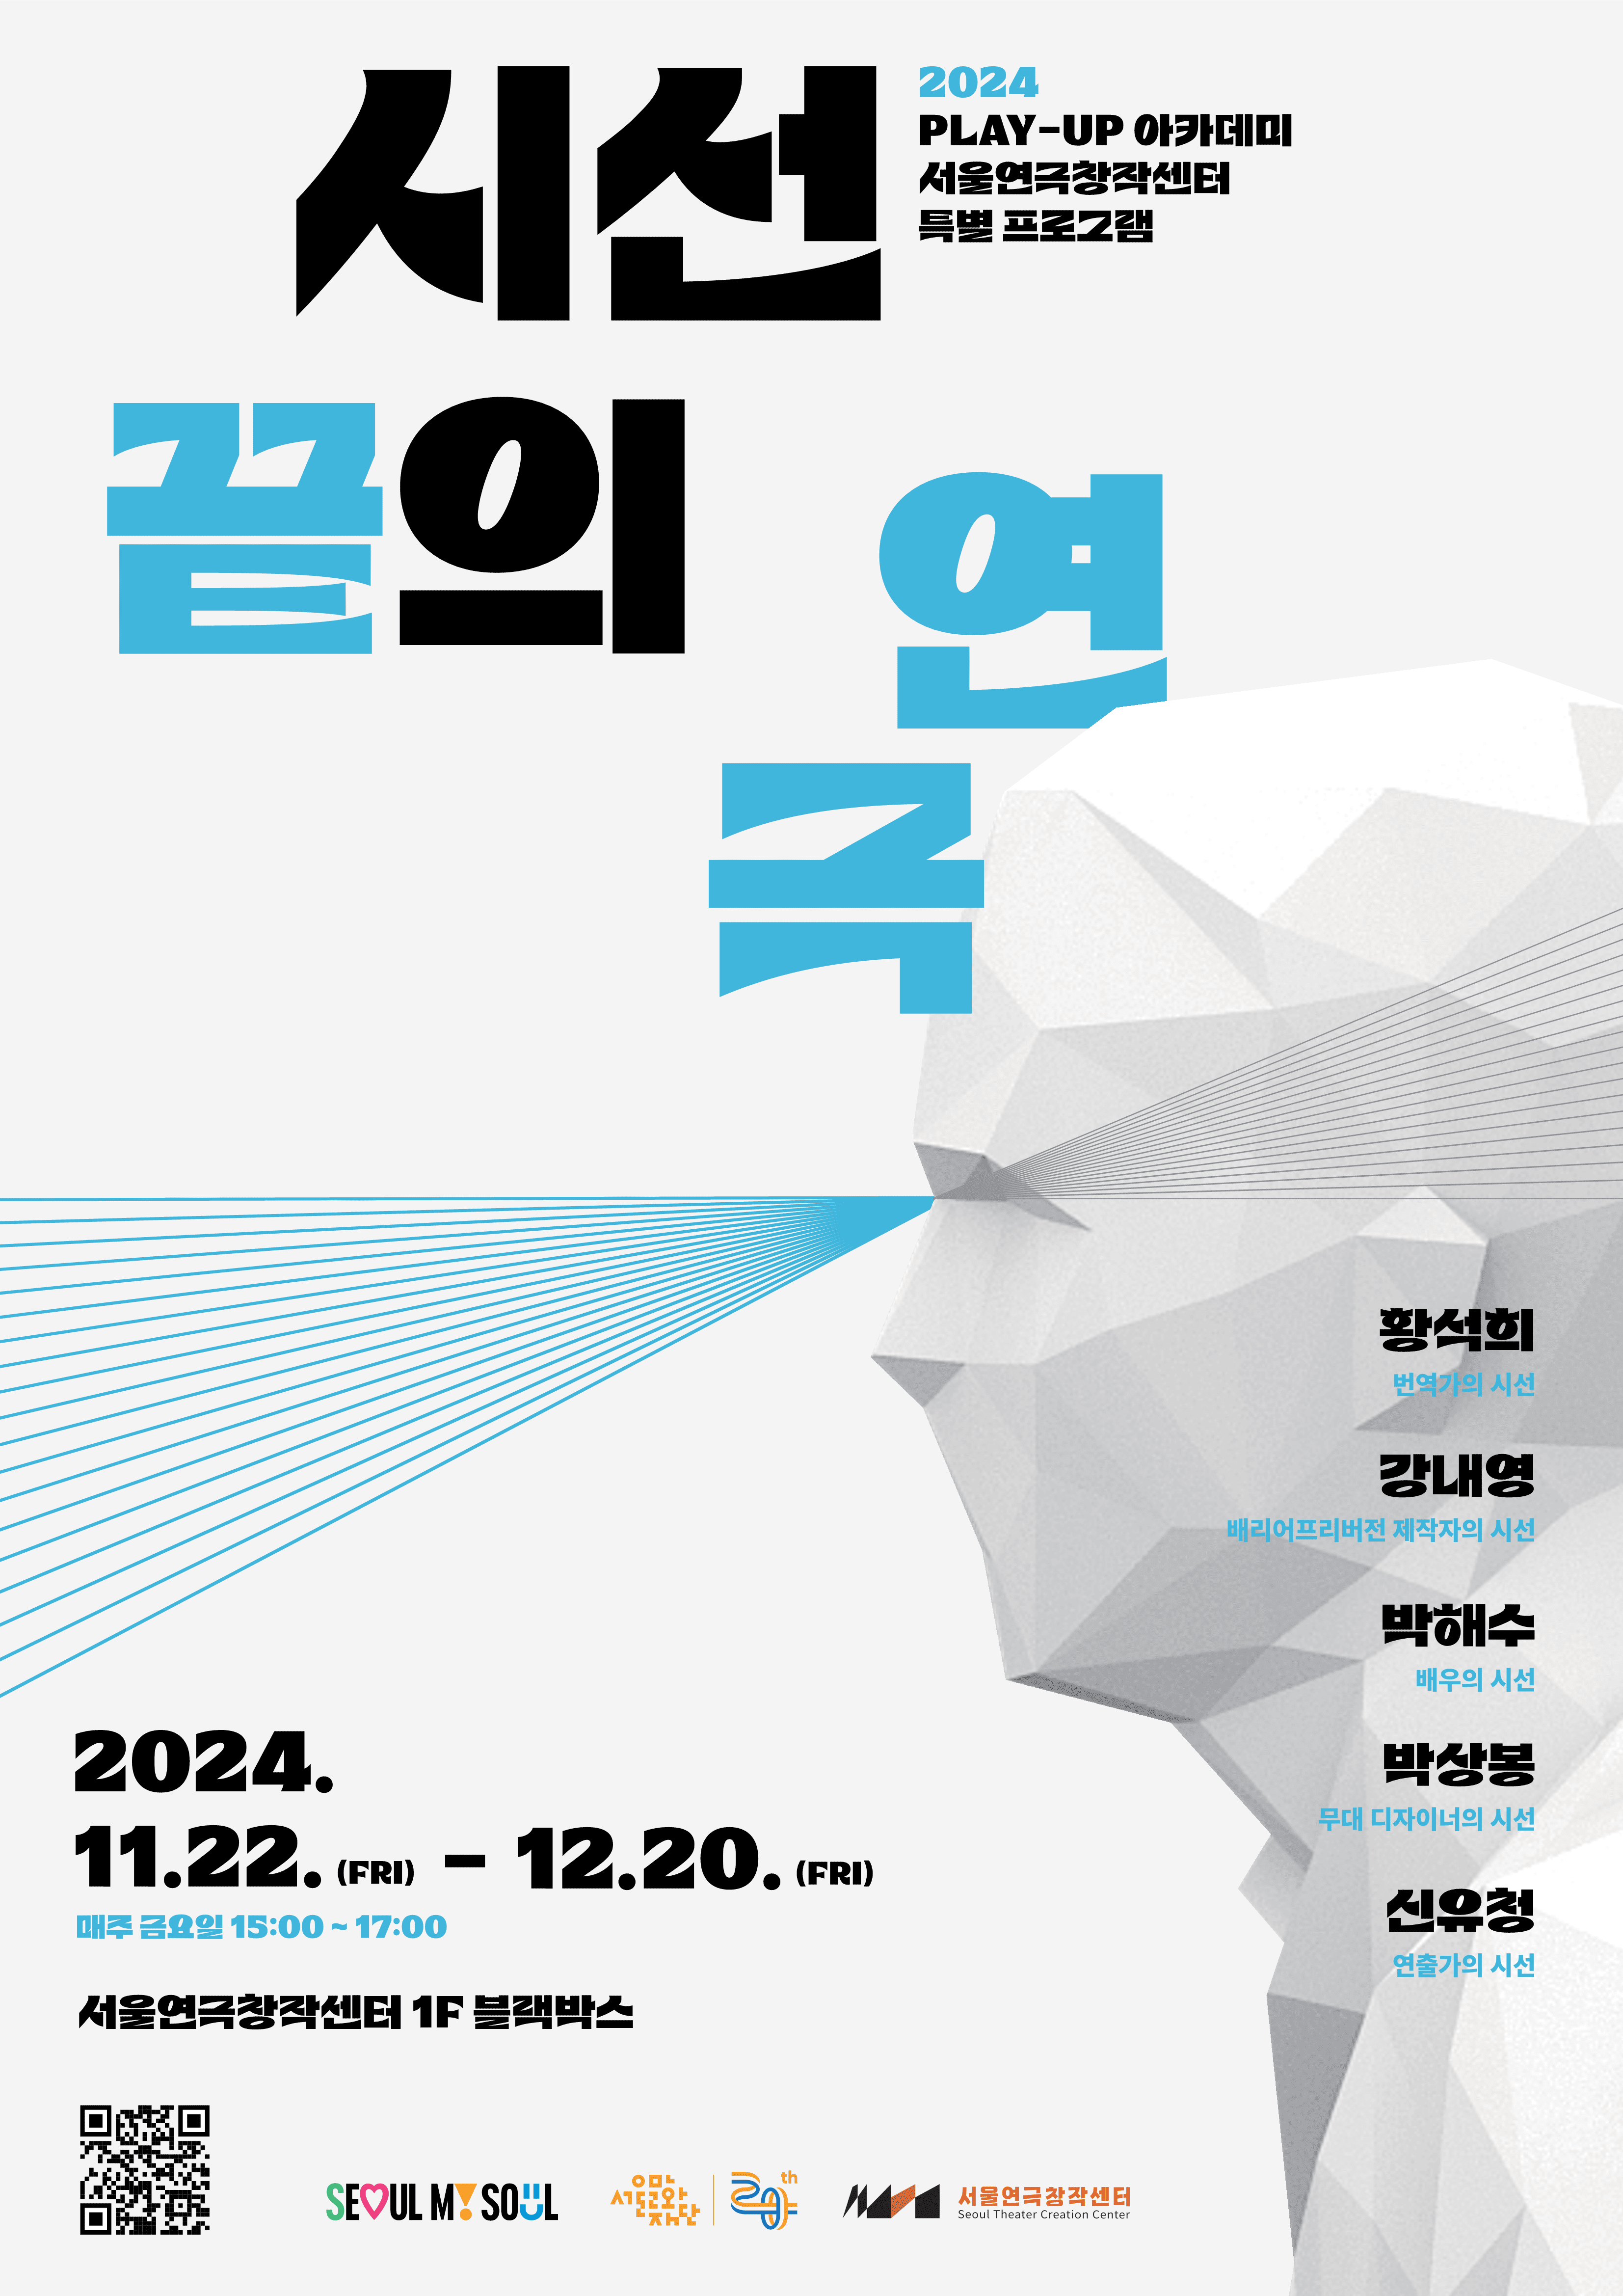 시선
2024
PLAY-UP 아카데미
서울연극창작센터
특별 프로그램
끝의
연
극
황석희
번역가의 시선
강내영
배리어프리버전 제작자의 시선
박해수
배우의 시선
박상봉
무대 디자이너의 시선
신유청
연출가의 시선
2024.
11.22. (FRI) – 12.20. (FRI)
매주 금요일 15:00 ~ 17:00
서울연극창작센터 1F 블랙박스
SEOUL MY SOUL
서울문화재단
20th
서울연극창작센터
Seoul Theater Creation Center